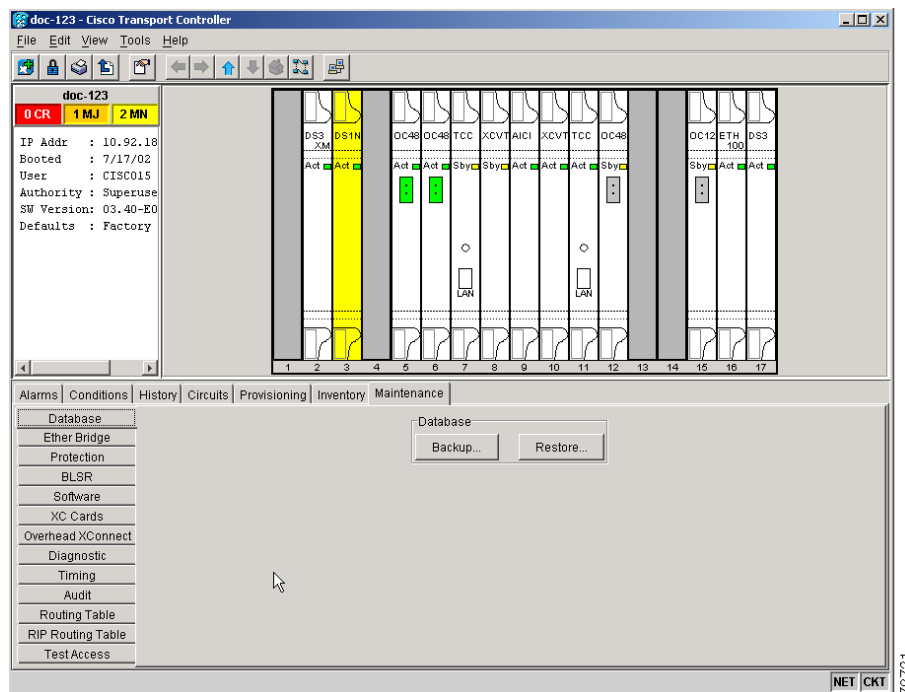 doc-123 - Cisco Transport Controller
File Edit View Tools Help
doc-123
0 CR 1 MJ 2 MN
IP Addr : 10.92.18
Booted : 7/17/02
User : CISCO15
Authority : Superuse
SW Version: 03.40-E0
Defaults : Factory
DS3 XM DS1N OC48 OC48 TCC XCVT AICI XCVT TCC OC48 OC12 ETH 100 DS3
Act Act Act Act Sby Sby Act Act Act Sby Sby Act Act
LAN LAN
1 2 3 4 5 6 7 8 9 10 11 12 13 14 15 16 17
Alarms Conditions History Circuits Provisioning Inventory Maintenance
Database
Ether Bridge
Protection
BLSR
Software
XC Cards
Overhead XConnect
Diagnostic
Timing
Audit
Routing Table
RIP Routing Table
Test Access
Database
Backup... Restore...
NET CKT